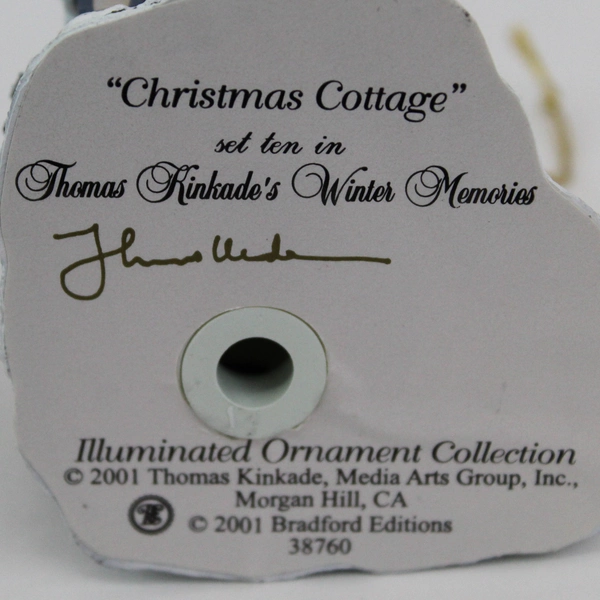 "Christmas Cottage"
set ten in
Thomas Kinkade's Winter Memories
Illuminated Ornament Collection
© 2001 Thomas Kinkade, Media Arts Group, Inc.,
Morgan Hill, CA
© 2001 Bradford Editions
38760